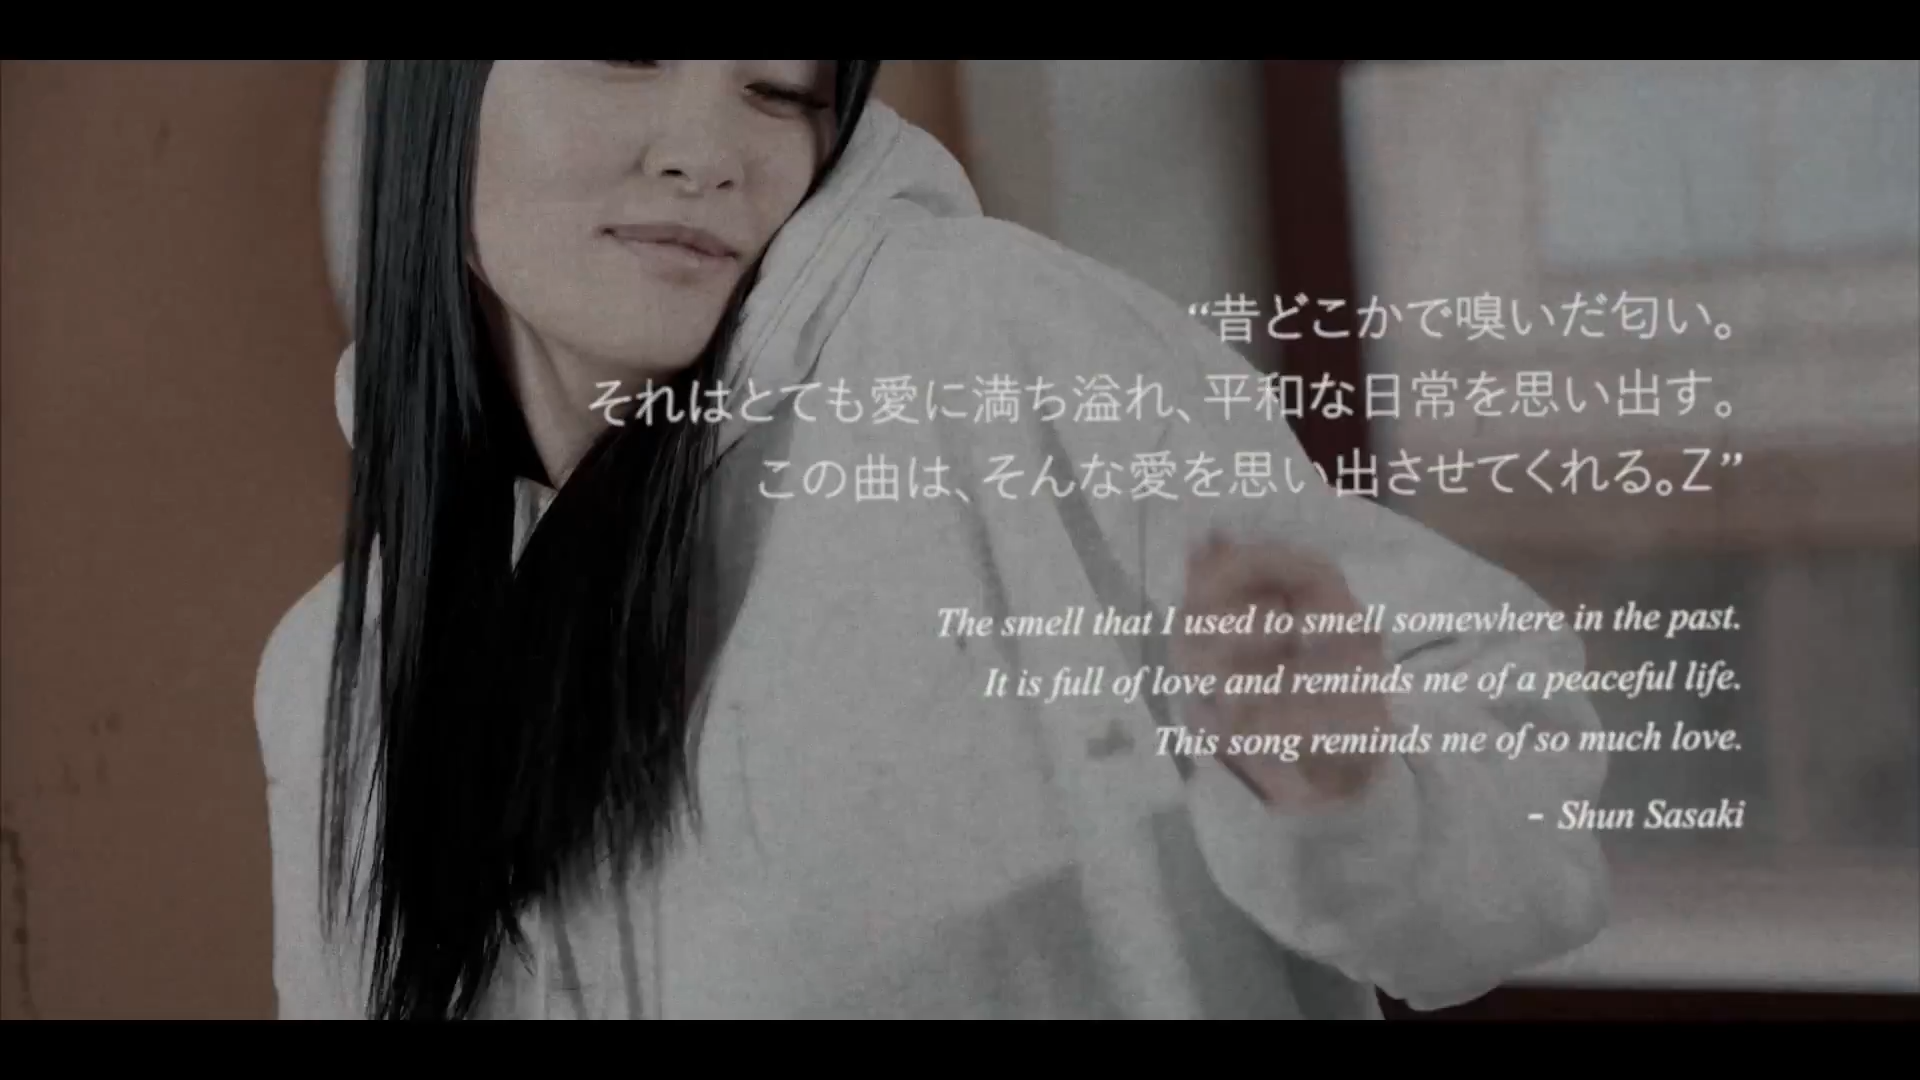 “昔どこかで嗅いだ匂い。
それはとても愛に満ち溢れ、平和な日常を思い出す。
この曲は、そんな愛を思い出させてくれる。Z”
The smell that I used to smell somewhere in the past.
It is full of love and reminds me of a peaceful life.
This song reminds me of so much love.
- Shun Sasaki